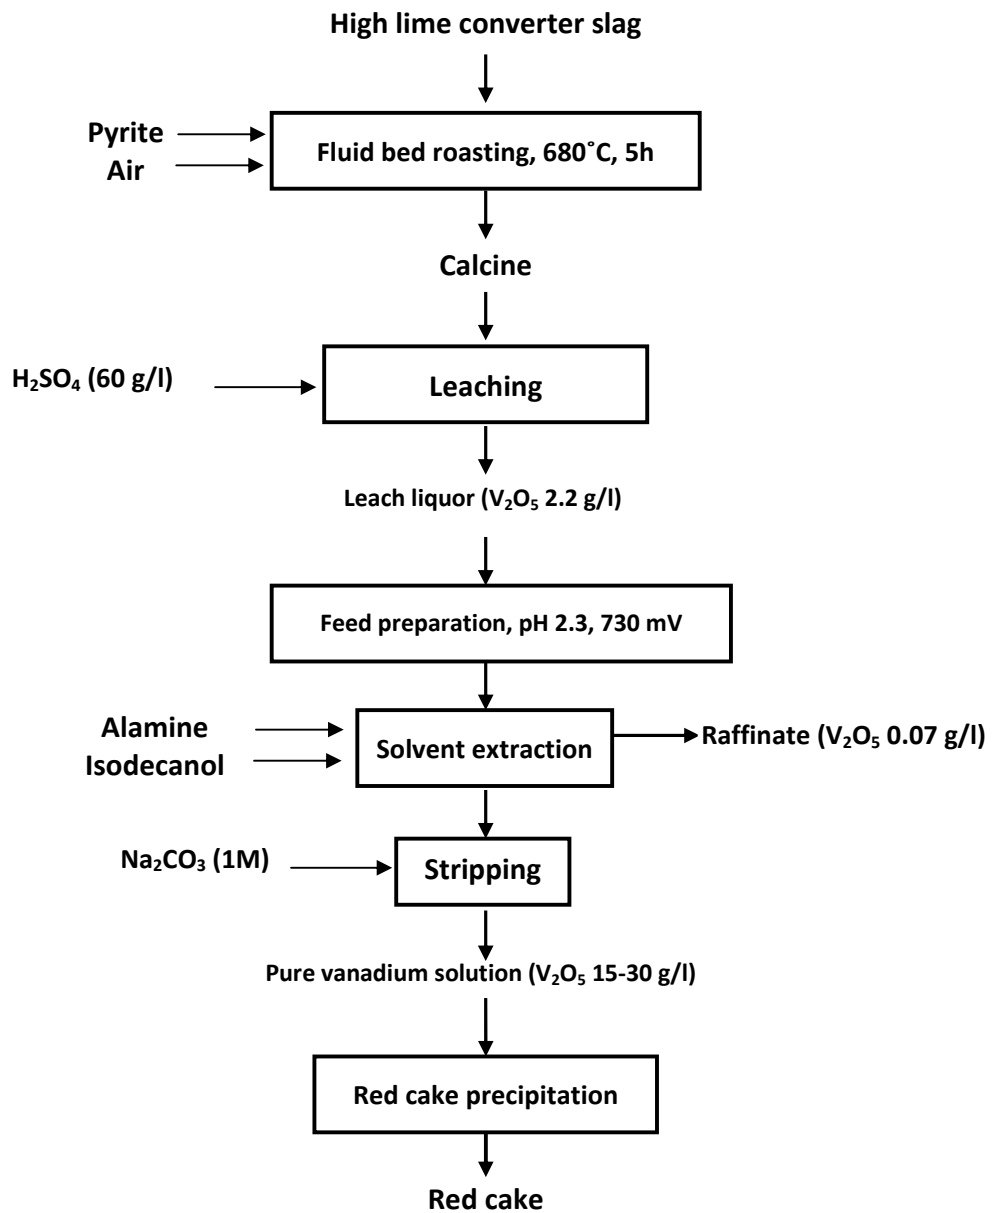 High lime converter slag
Pyrite
Air
Fluid bed roasting, 680˚C, 5h
Calcine
H₂SO₄ (60 g/l)
Leaching
Leach liquor (V₂O₅ 2.2 g/l)
Feed preparation, pH 2.3, 730 mV
Alamine
Isodecanol
Solvent extraction
Raffinate (V₂O₅ 0.07 g/l)
Na₂CO₃ (1M)
Stripping
Pure vanadium solution (V₂O₅ 15-30 g/l)
Red cake precipitation
Red cake